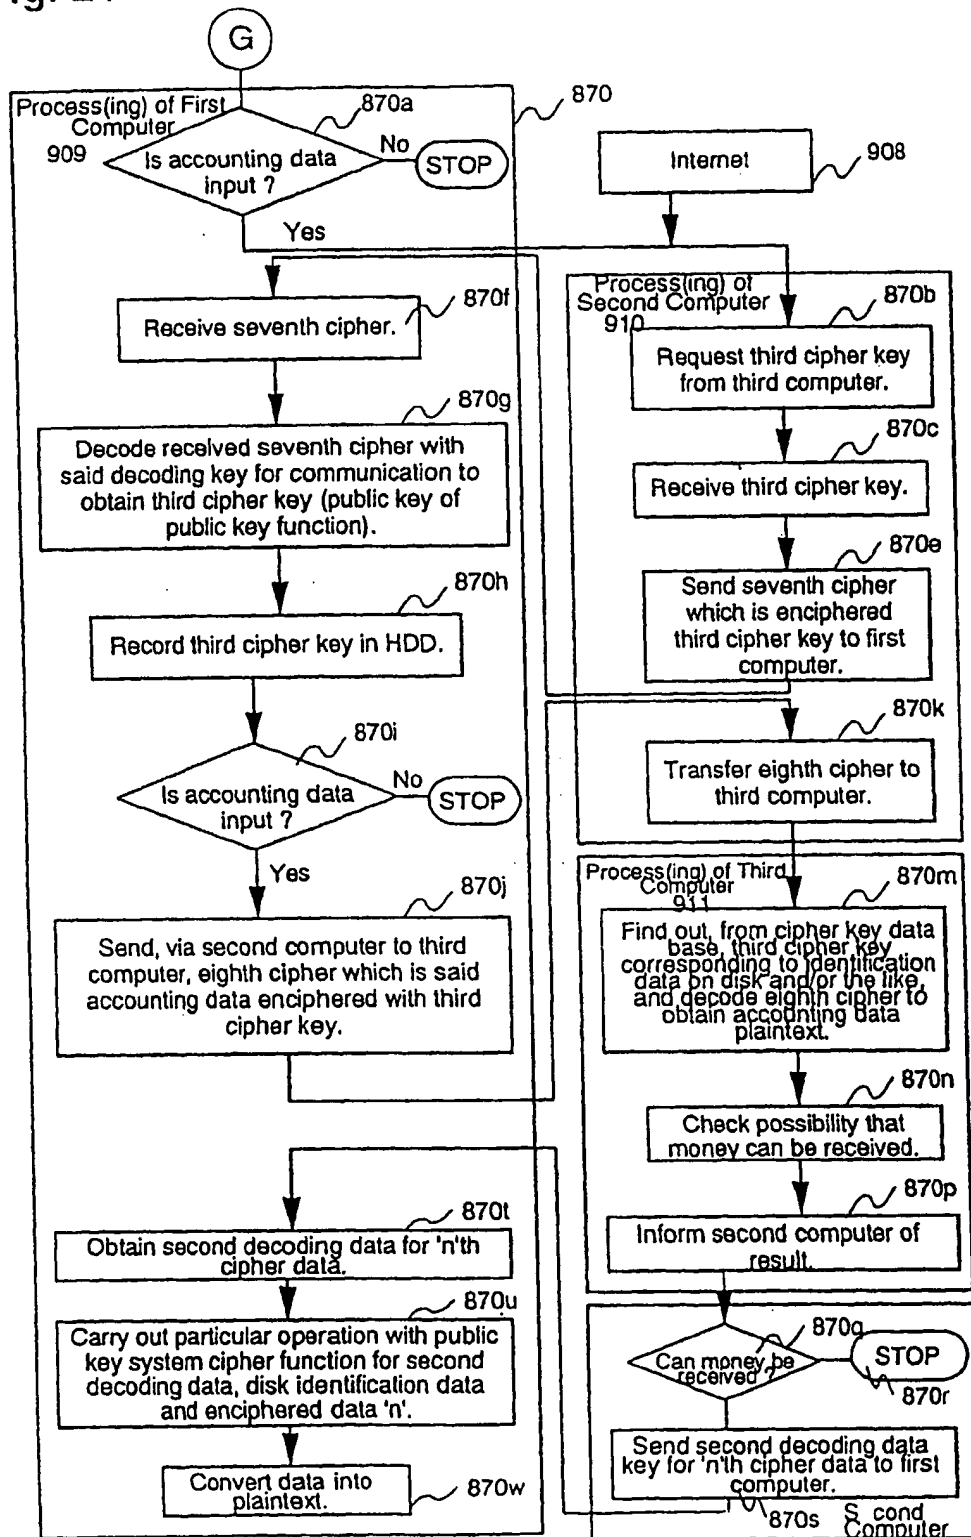 G
Process(ing) of First
Computer
909
870a
870
Is accounting data
input ?
No
STOP
Yes
Internet
908
870f
Receive seventh cipher.
870g
Decode received seventh cipher with
said decoding key for communication to
obtain third cipher key (public key of
public key function).
870h
Record third cipher key in HDD.
870i
Is accounting data
input ?
No
STOP
Yes
870j
Send, via second computer to third
computer, eighth cipher which is said
accounting data enciphered with third
cipher key.
870t
Obtain second decoding data for 'n'th
cipher data.
870u
Carry out particular operation with public
key system cipher function for second
decoding data, disk identification data
and enciphered data 'n'.
Convert data into
plaintext.
870w
Process(ing) of
Second Computer
910
870b
Request third cipher key
from third computer.
870c
Receive third cipher key.
870e
Send seventh cipher
which is enciphered
third cipher key to first
computer.
870k
Transfer eighth cipher to
third computer.
Process(ing) of Third
Computer
911
870m
Find out, from cipher key data
base, third cipher key
corresponding to identification
data on disk and/or the like,
and decode eighth cipher to
obtain accounting data
plaintext.
870n
Check possibility that
money can be received.
870p
Inform second computer of
result.
870q
Can money be
received ?
STOP
870r
Send second decoding data
key for 'n'th cipher data to first
computer.
870s
S cond
Computer